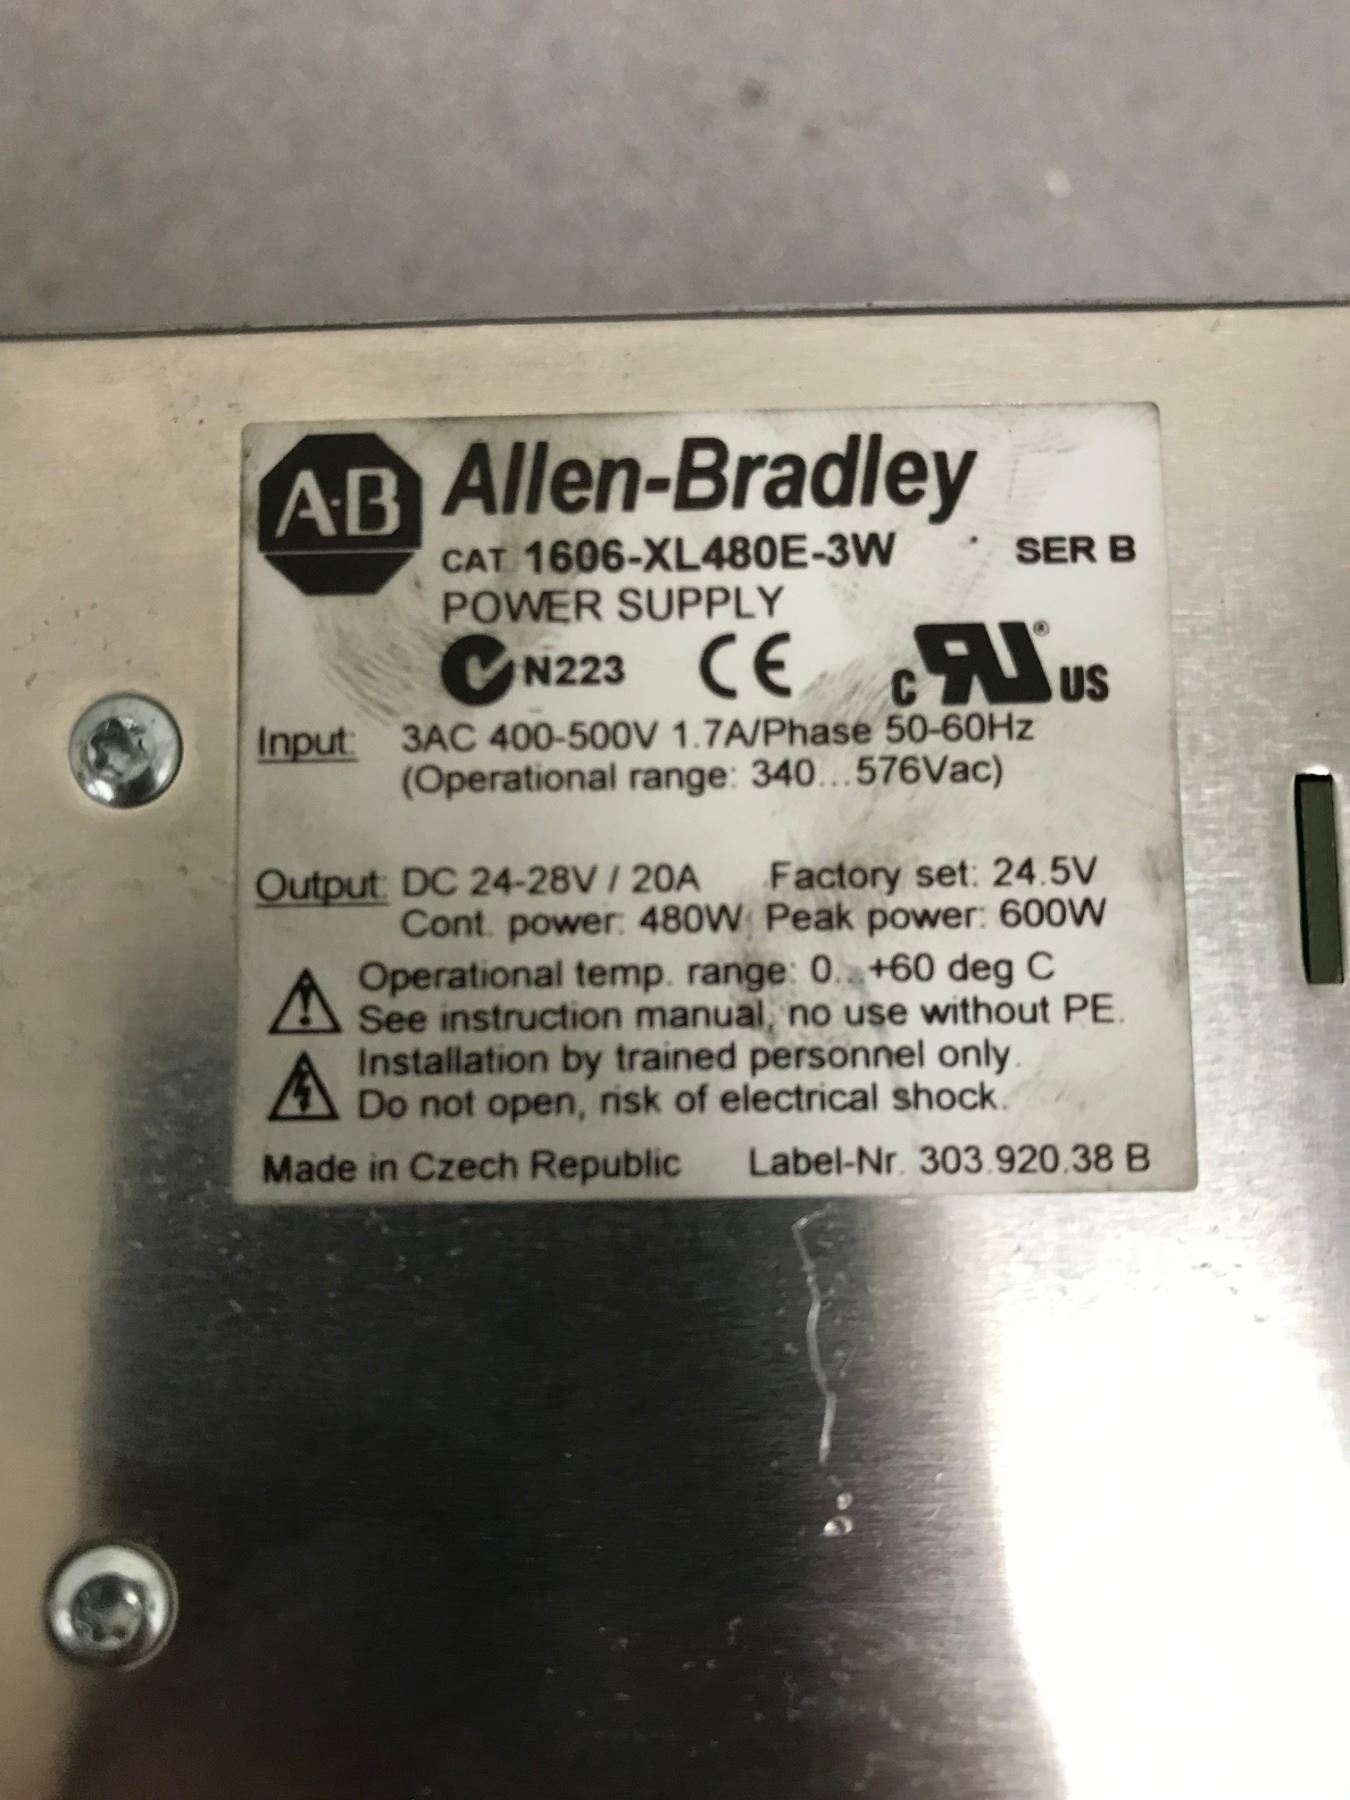 A-B Allen-Bradley
CAT 1606-XL480E-3W SER B
POWER SUPPLY
N223 CE c RU ® US
Input: 3AC 400-500V 1.7A/Phase 50-60Hz
(Operational range: 340...576Vac)
Output: DC 24-28V / 20A Factory set: 24.5V
Cont. power: 480W Peak power: 600W
Operational temp. range: 0...+60 deg C
See instruction manual, no use without PE.
Installation by trained personnel only.
Do not open, risk of electrical shock.
Made in Czech Republic Label-Nr. 303.920.38 B